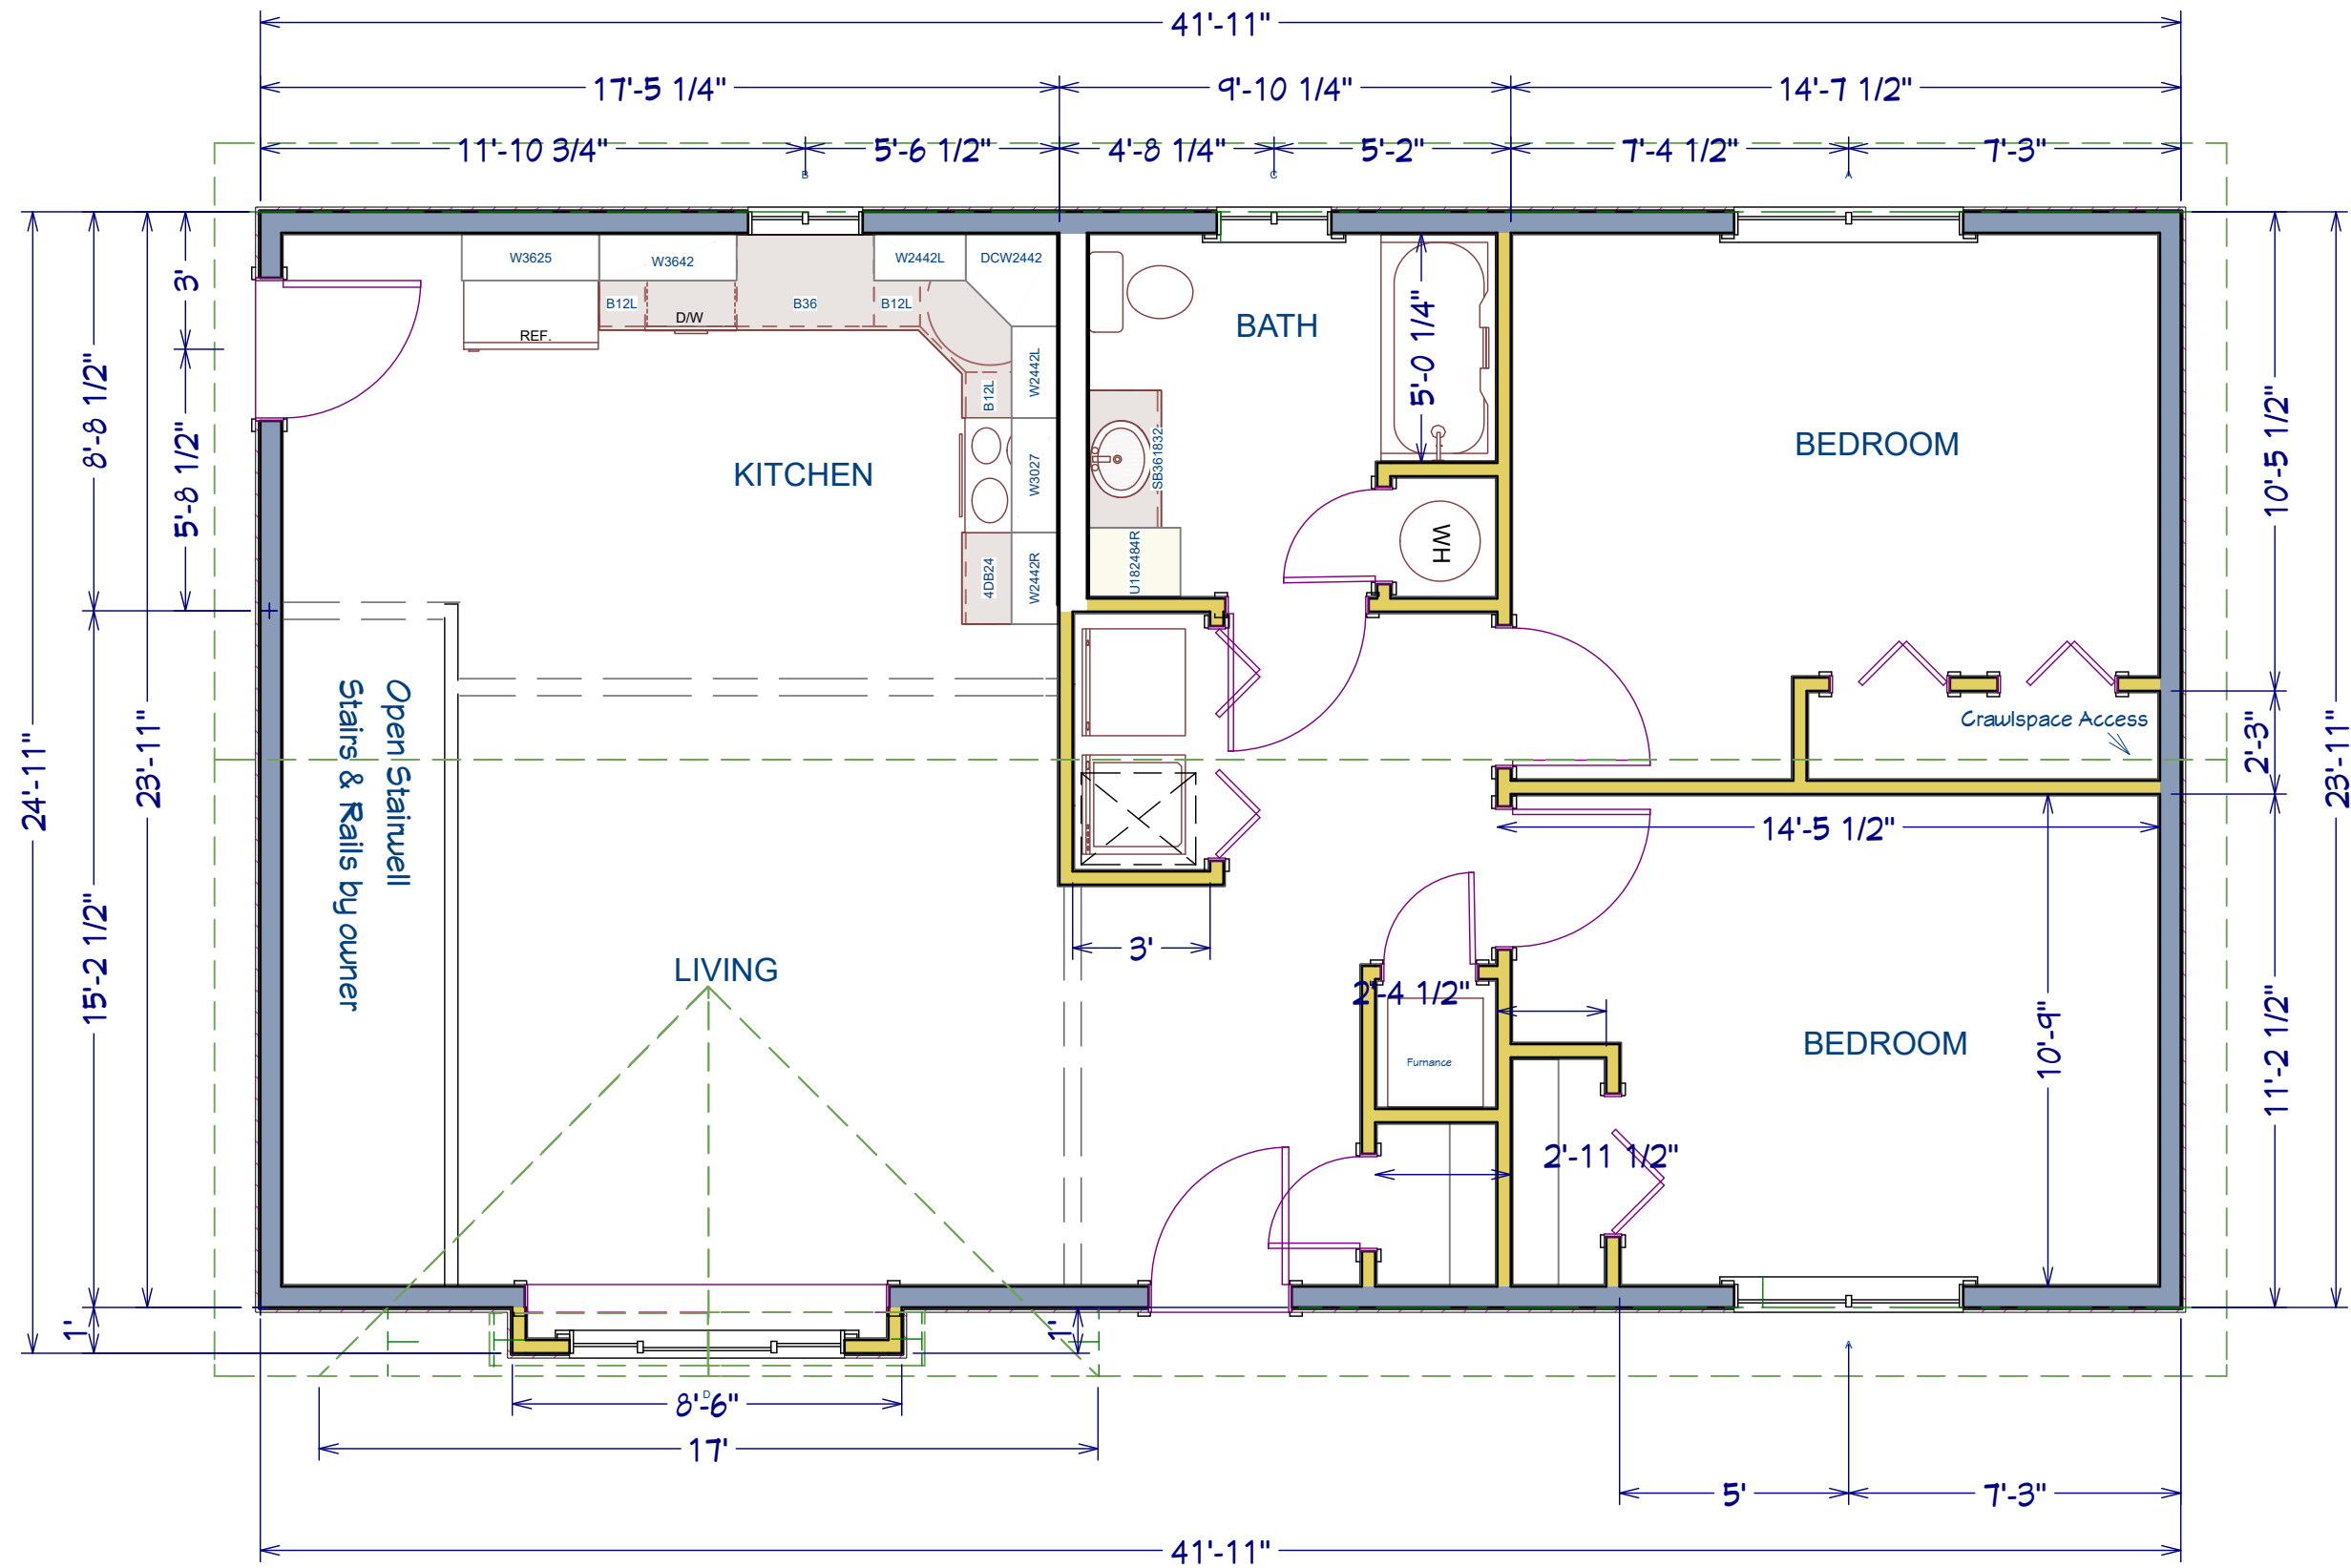 41'-11"
17'-5 1/4" 9'-10 1/4" 14'-7 1/2"
11'-10 3/4" 5'-6 1/2" 4'-8 1/4" 5'-2" 7'-4 1/2" 7'-3"
B C A
W3625 W3642 W2442L DCW2442
B12L B36 B12L
D/W
REF.
3'
8'-8 1/2"
5'-8 1/2"
W2442L
B12L
W3027
4DB24
W2442R
KITCHEN
BATH
5'-0 1/4"
SB361832
U182484R
WH
BEDROOM
10'-5 1/2"
Open Stairwell
Stairs & Rails by owner
24'-11"
23'-11"
15'-2 1/2"
1'
Crawlspace Access
2'-3"
23'-11"
14'-5 1/2"
3'
LIVING
2'-4 1/2"
Furnance
BEDROOM
10'-9"
11'-2 1/2"
2'-11 1/2"
1'
A
D
8'-6"
17'
5' 7'-3"
41'-11"